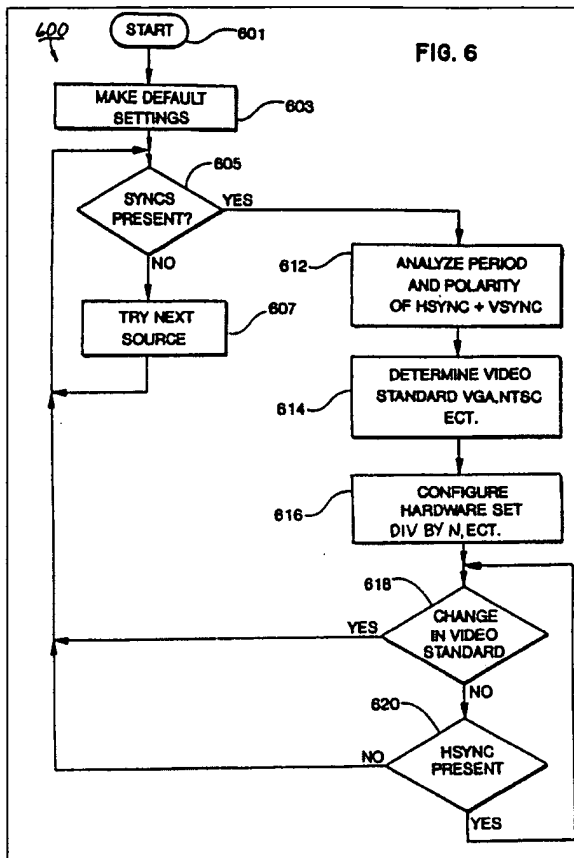 600
START
601
FIG. 6
MAKE DEFAULT
SETTINGS
603
605
SYNCS
PRESENT?
YES
NO
TRY NEXT
SOURCE
607
612
ANALYZE PERIOD
AND POLARITY
OF HSYNC + VSYNC
614
DETERMINE VIDEO
STANDARD VGA,NTSC
ECT.
616
CONFIGURE
HARDWARE SET
DIV BY N, ECT.
618
CHANGE
IN VIDEO
STANDARD
YES
NO
620
HSYNC
PRESENT
NO
YES